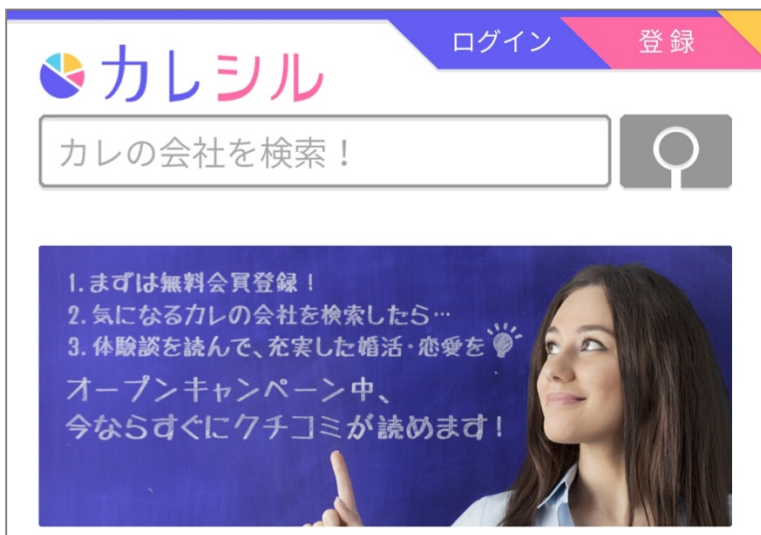 ログイン
登録
カレシル
カレの会社を検索！
1.まずは無料会員登録！
2.気になるカレの会社を検索したら…
3.体験談を読んで、充実した婚活・恋愛を
オープンキャンペーン中、
今ならすぐにクチコミが読めます！